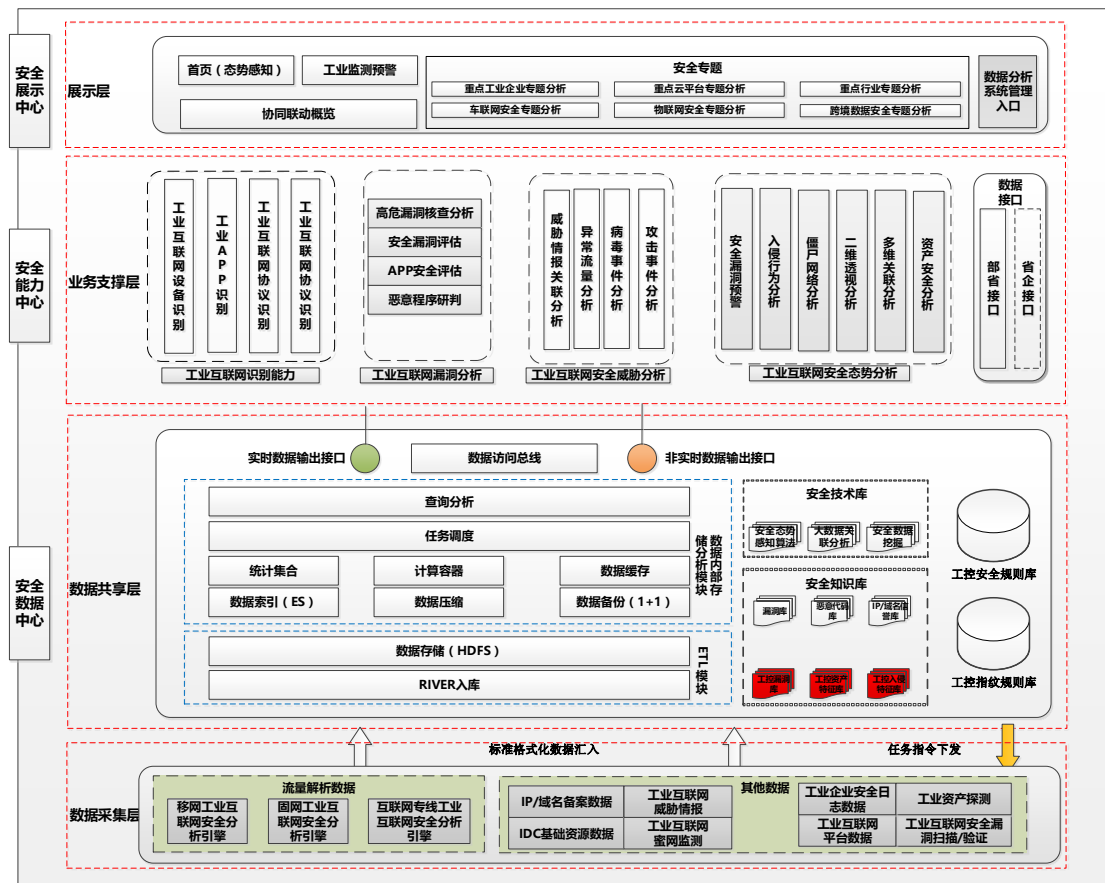 安全
展示
中心
展示层
首页（态势感知）
工业监测预警
协同联动概览
安全专题
重点工业企业专题分析
重点云平台专题分析
重点行业专题分析
车联网安全专题分析
物联网安全专题分析
跨境数据安全专题分析
数据分析
系统管理
入口
安全
能力
中心
业务支撑层
工业互联网设备识别
工业APP识别
工业互联网协议识别
工业互联网协议识别
工业互联网识别能力
高危漏洞核查分析
安全漏洞评估
APP安全评估
恶意程序研判
工业互联网漏洞分析
威胁情报关联分析
异常流量分析
病毒事件分析
攻击事件分析
工业互联网安全威胁分析
安全漏洞预警
入侵行为分析
僵尸网络分析
二维透视分析
多维关联分析
资产安全分析
工业互联网安全态势分析
数据
接口
部省接口
省企接口
安全
数据
中心
数据共享层
实时数据输出接口
数据访问总线
非实时数据输出接口
查询分析
任务调度
统计集合
计算容器
数据缓存
数据索引（ES）
数据压缩
数据备份（1+1）
数据内部存
储分析模块
数据存储（HDFS）
RIVER入库
ETL模块
安全技术库
安全态势
感知算法
大数据关
联分析
安全数据
挖掘
安全知识库
漏洞库
恶意代码
库
IP/域名信
誉库
工控漏洞
库
工控资产
特征库
工控入侵
特征库
工控安全规则库
工控指纹规则库
标准格式化数据汇入
任务指令下发
数据采集层
流量解析数据
移网工业互
联网安全分
析引擎
固网工业互
联网安全分
析引擎
互联网专线工业
互联网安全分析
引擎
其他数据
IP/域名备案数据
工业互联网
威胁情报
IDC基础资源数据
工业互联网
蜜网监测
工业企业安全日
志数据
工业资产探测
工业互联网
平台数据
工业互联网安全漏
洞扫描/验证